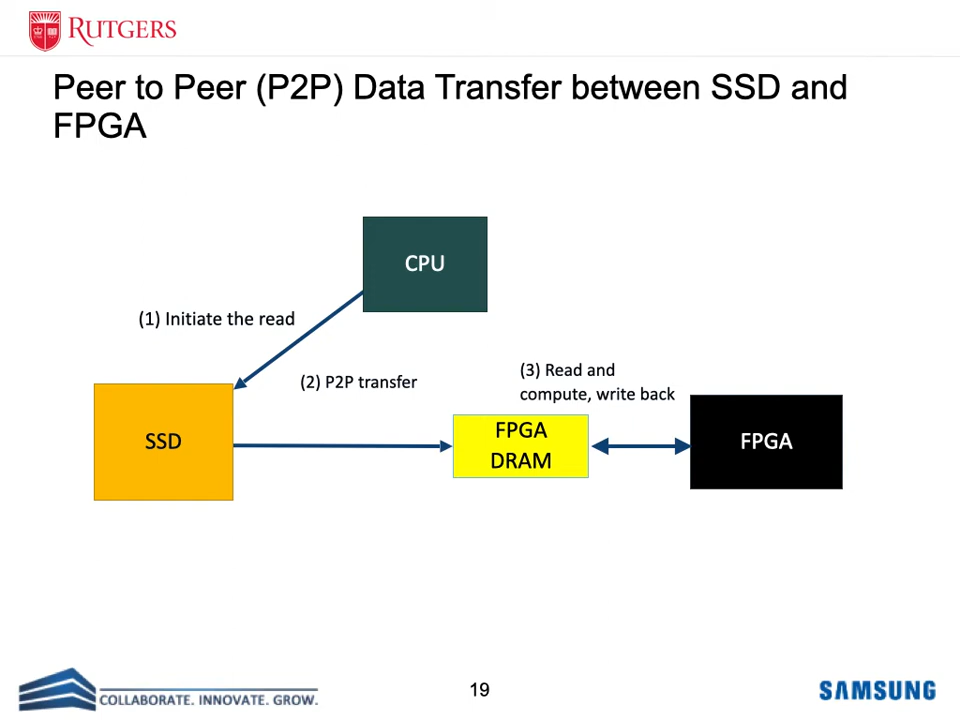 RUTGERS
Peer to Peer (P2P) Data Transfer between SSD and
FPGA
CPU
(1) Initiate the read
(2) P2P transfer
(3) Read and
compute, write back
SSD
FPGA
DRAM
FPGA
COLLABORATE. INNOVATE. GROW.
19
SAMSUNG